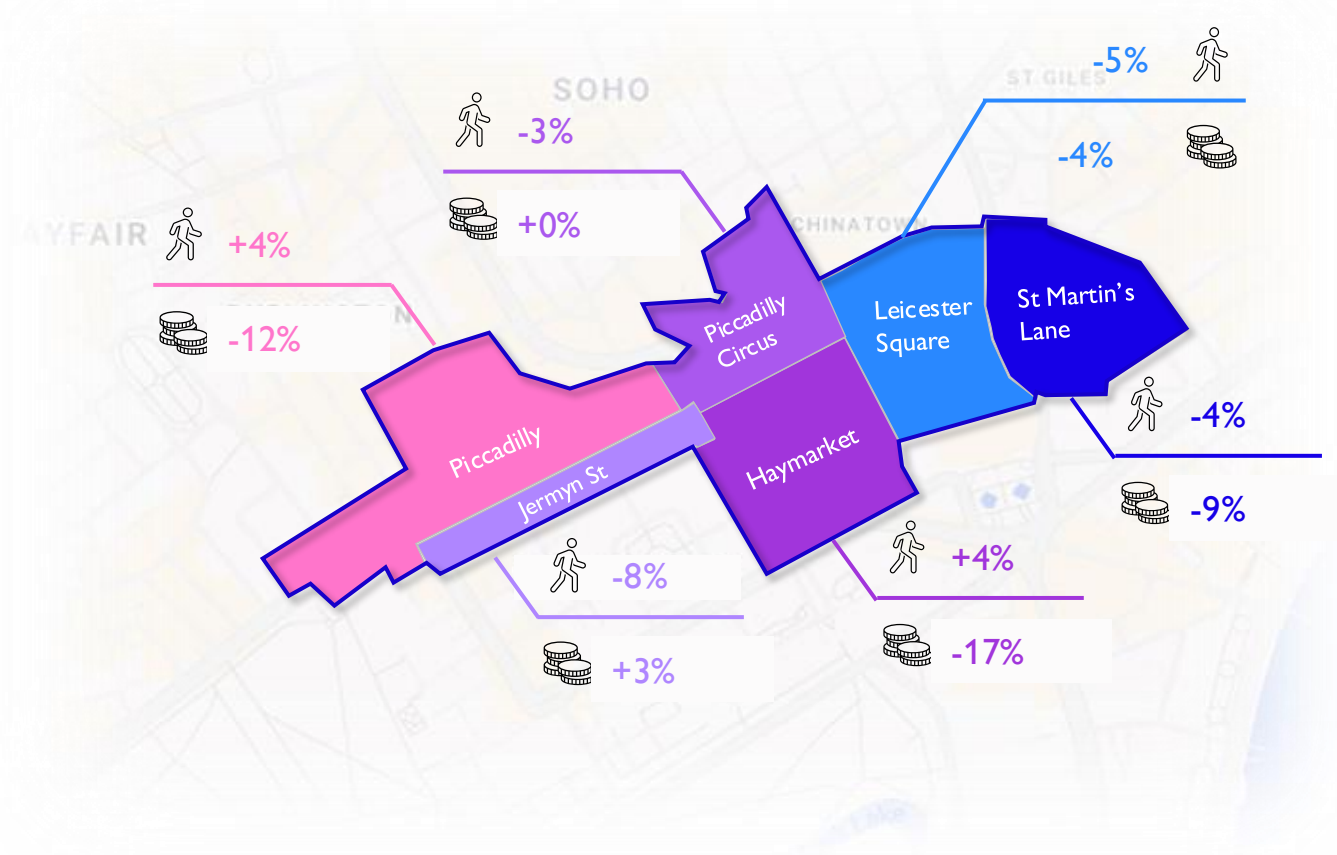 -5%
ST GILES
SOHO
-3%
-4%
+0%
CHINATOWN
AYFAIR
+4%
-12%
N
Piccadilly
Circus
Leicester
Square
St Martin's
Lane
-4%
-9%
Piccadilly
Jermyn St
Haymarket
-8%
+3%
+4%
-17%
Lake